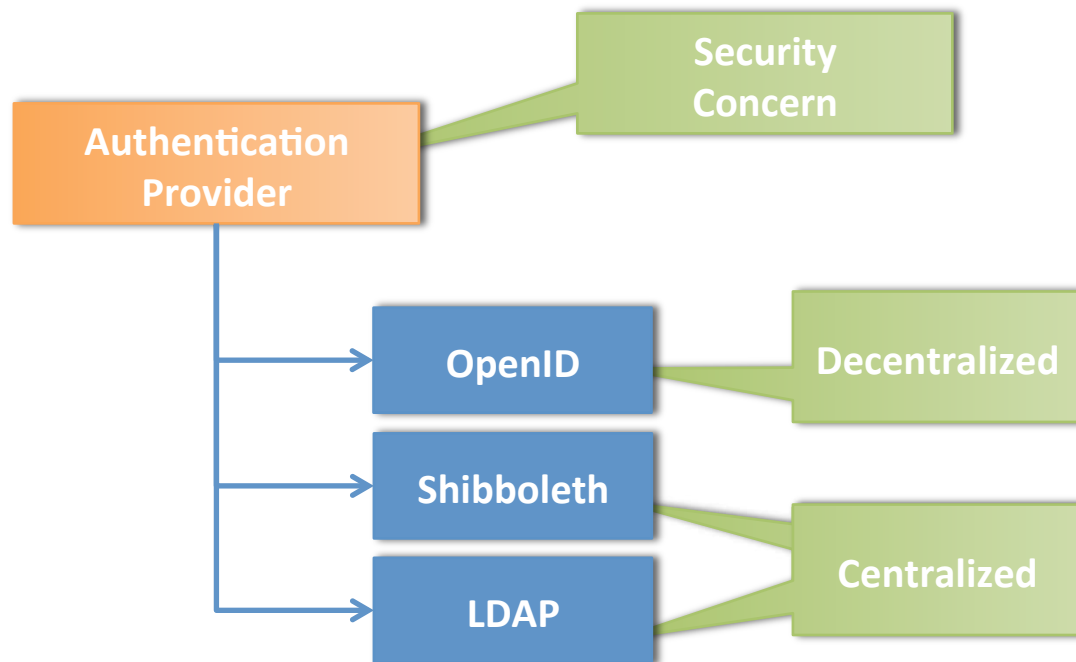 Security
Concern
Authentication
Provider
OpenID
Decentralized
Shibboleth
Centralized
LDAP